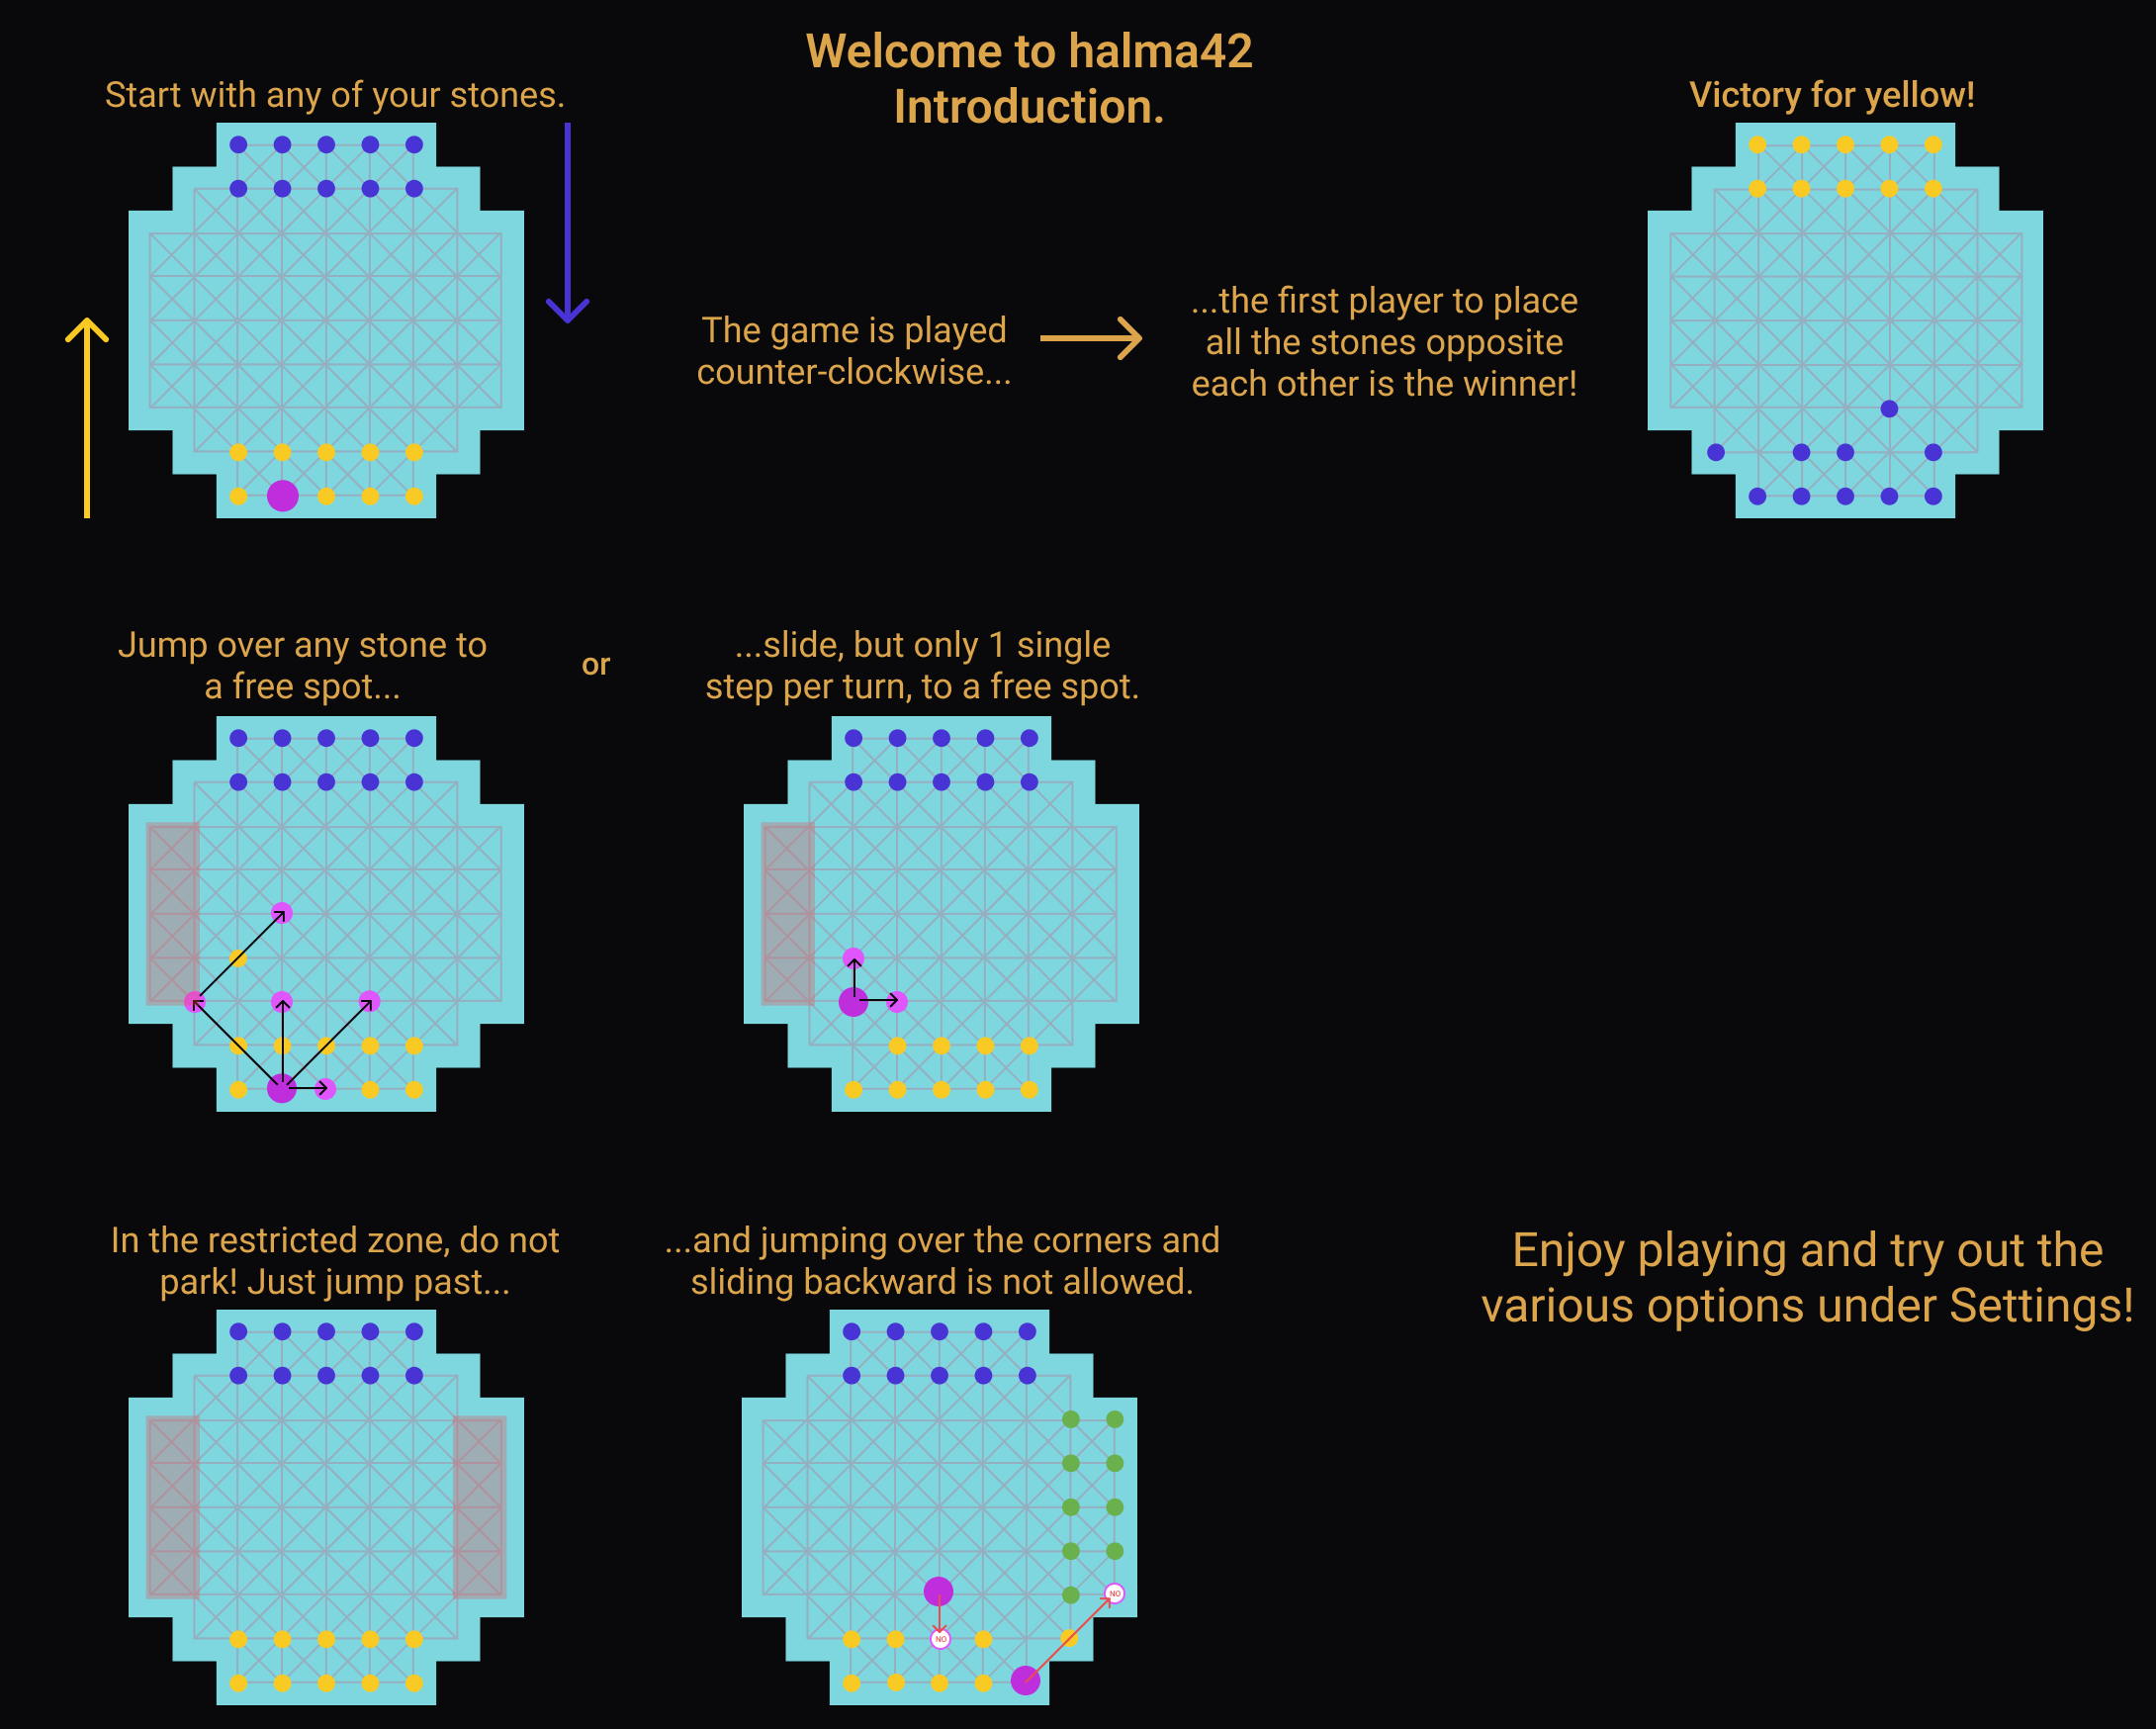 Welcome to halma42
Introduction.
Start with any of your stones.
Victory for yellow!
The game is played
counter-clockwise...
...the first player to place
all the stones opposite
each other is the winner!
Jump over any stone to
a free spot...
or
...slide, but only 1 single
step per turn, to a free spot.
In the restricted zone, do not
park! Just jump past...
...and jumping over the corners and
sliding backward is not allowed.
NO
NO
Enjoy playing and try out the
various options under Settings!